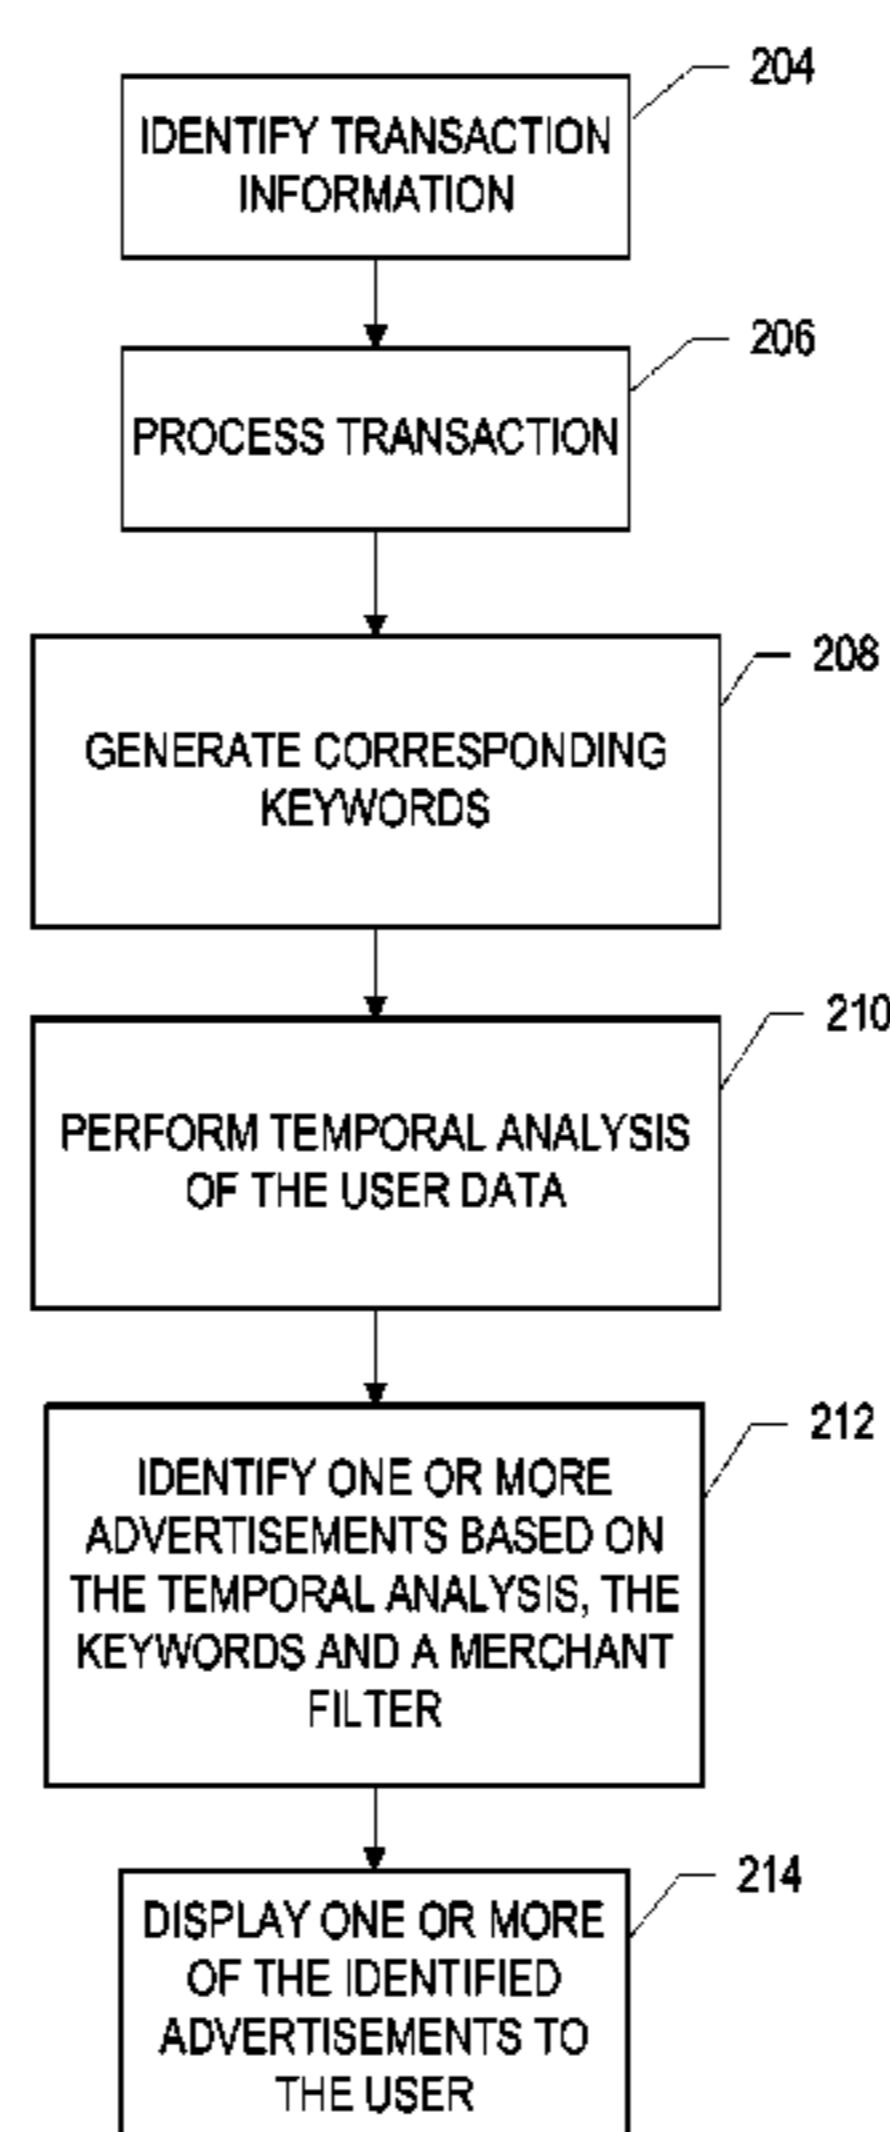 204
IDENTIFY TRANSACTION
INFORMATION
206
PROCESS TRANSACTION
208
GENERATE CORRESPONDING
KEYWORDS
210
PERFORM TEMPORAL ANALYSIS
OF THE USER DATA
212
IDENTIFY ONE OR MORE
ADVERTISEMENTS BASED ON
THE TEMPORAL ANALYSIS, THE
KEYWORDS AND A MERCHANT
FILTER
214
DISPLAY ONE OR MORE
OF THE IDENTIFIED
ADVERTISEMENTS TO
THE USER